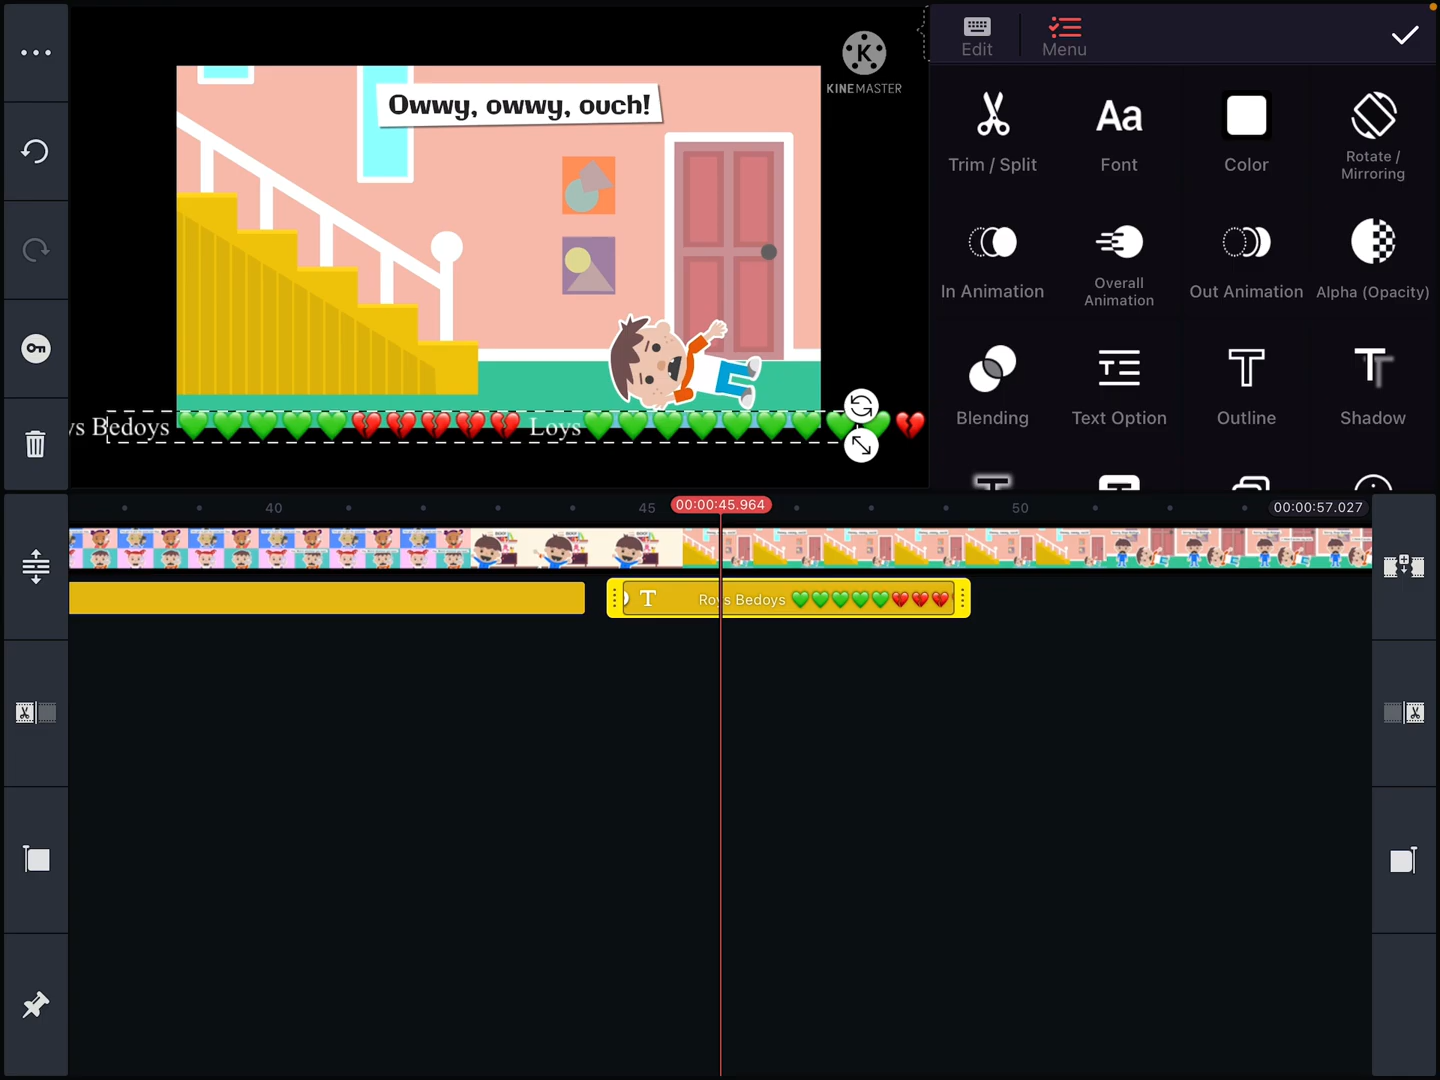 Edit
Menu
KINEMASTER
Owwy, owwy, ouch!
Trim / Split
Font
Color
Rotate /
Mirroring
In Animation
Overall
Animation
Out Animation
Alpha (Opacity)
Blending
Text Option
Outline
Shadow
ys Bedoys 💚💚💚💚💚💔💔💔💔💔 Loys 💚💚💚💚💚💚💚💚💚💔
40
45
00:00:45.964
50
00:00:57.027
Roys Bedoys 💚💚💚💚💚💔💔💔